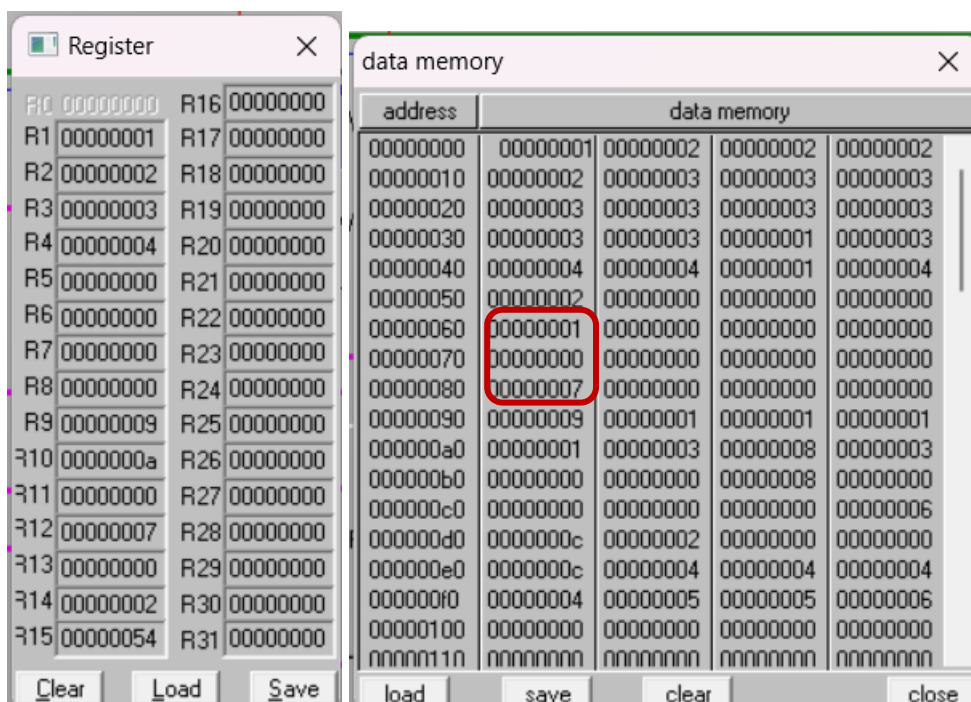 Register
R0 00000000 R16 00000000
R1 00000001 R17 00000000
R2 00000002 R18 00000000
R3 00000003 R19 00000000
R4 00000004 R20 00000000
R5 00000000 R21 00000000
R6 00000000 R22 00000000
R7 00000000 R23 00000000
R8 00000000 R24 00000000
R9 00000009 R25 00000000
R10 0000000a R26 00000000
R11 00000000 R27 00000000
R12 00000007 R28 00000000
R13 00000000 R29 00000000
R14 00000002 R30 00000000
R15 00000054 R31 00000000
Clear Load Save
data memory
address data memory
00000000 00000001 00000002 00000002 00000002
00000010 00000002 00000003 00000003 00000003
00000020 00000003 00000003 00000003 00000003
00000030 00000003 00000003 00000001 00000003
00000040 00000004 00000004 00000001 00000004
00000050 00000002 00000000 00000000 00000000
00000060 00000001 00000000 00000000 00000000
00000070 00000000 00000000 00000000 00000000
00000080 00000007 00000000 00000000 00000000
00000090 00000009 00000001 00000001 00000001
000000a0 00000001 00000003 00000008 00000003
000000b0 00000000 00000000 00000008 00000000
000000c0 00000000 00000000 00000000 00000006
000000d0 0000000c 00000002 00000000 00000000
000000e0 0000000c 00000004 00000004 00000004
000000f0 00000004 00000005 00000005 00000006
00000100 00000000 00000000 00000000 00000000
00000110 00000000 00000000 00000000 00000000
load save clear close